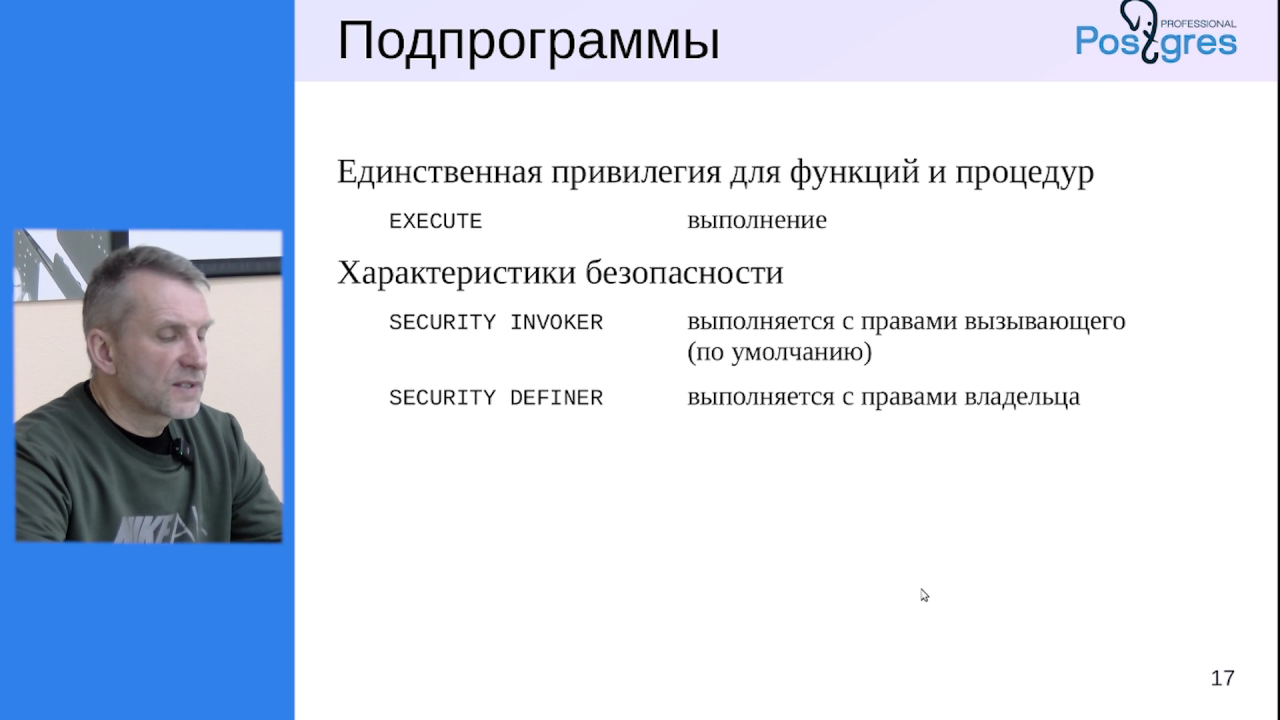 Подпрограммы
PROFESSIONAL
Postgres
Единственная привилегия для функций и процедур
EXECUTE выполнение
Характеристики безопасности
SECURITY INVOKER выполняется с правами вызывающего
(по умолчанию)
SECURITY DEFINER выполняется с правами владельца
NIKE
17